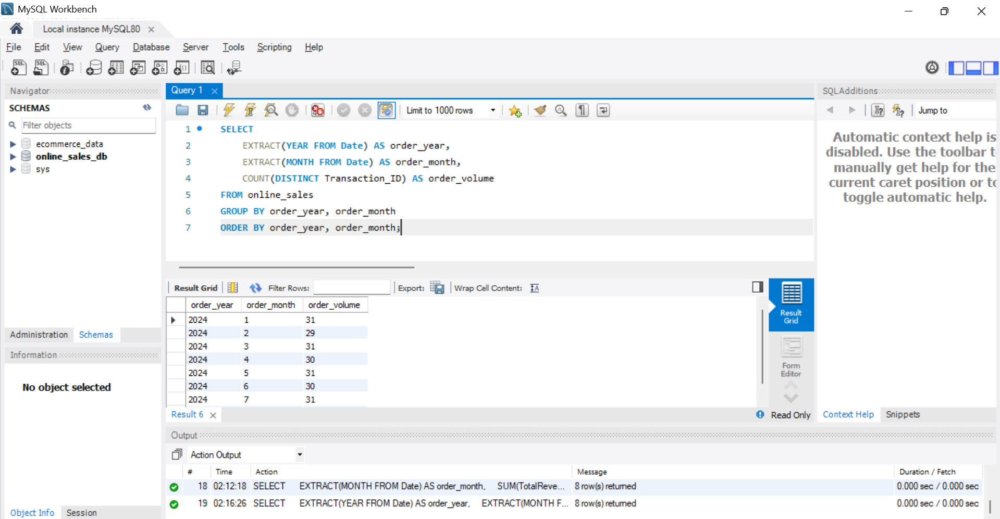 MySQL Workbench
Local instance MySQL80
File Edit View Query Database Server Tools Scripting Help
Navigator
SCHEMAS
Filter objects
ecommerce_data
online_sales_db
sys
Administration Schemas
Information
No object selected
Object Info Session
Query 1
Limit to 1000 rows
1 SELECT
2 EXTRACT(YEAR FROM Date) AS order_year,
3 EXTRACT(MONTH FROM Date) AS order_month,
4 COUNT(DISTINCT Transaction_ID) AS order_volume
5 FROM online_sales
6 GROUP BY order_year, order_month
7 ORDER BY order_year, order_month;
Result Grid Filter Rows: Export: Wrap Cell Content:
order_year order_month order_volume
2024 1 31
2024 2 29
2024 3 31
2024 4 30
2024 5 31
2024 6 30
2024 7 31
Result Grid
Form Editor
Result 6
Read Only
SQLAdditions
Jump to
Automatic context help is
disabled. Use the toolbar t
manually get help for the
current caret position or to
toggle automatic help.
Context Help Snippets
Output
Action Output
# Time Action Message Duration / Fetch
18 02:12:18 SELECT EXTRACT(MONTH FROM Date) AS order_month, SUM(TotalReve... 8 row(s) returned 0.000 sec / 0.000 sec
19 02:16:26 SELECT EXTRACT(YEAR FROM Date) AS order_year, EXTRACT(MONTH F... 8 row(s) returned 0.000 sec / 0.000 sec